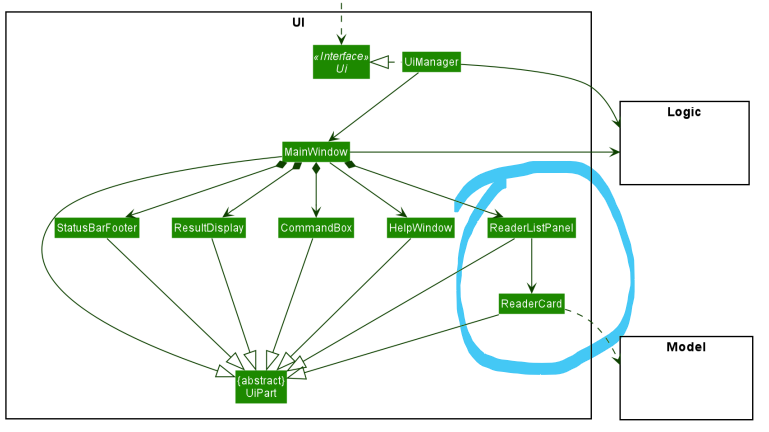 UI
«Interface»
Ui
UiManager
Logic
MainWindow
StatusBarFooter
ResultDisplay
CommandBox
HelpWindow
ReaderListPanel
ReaderCard
Model
{abstract}
UiPart